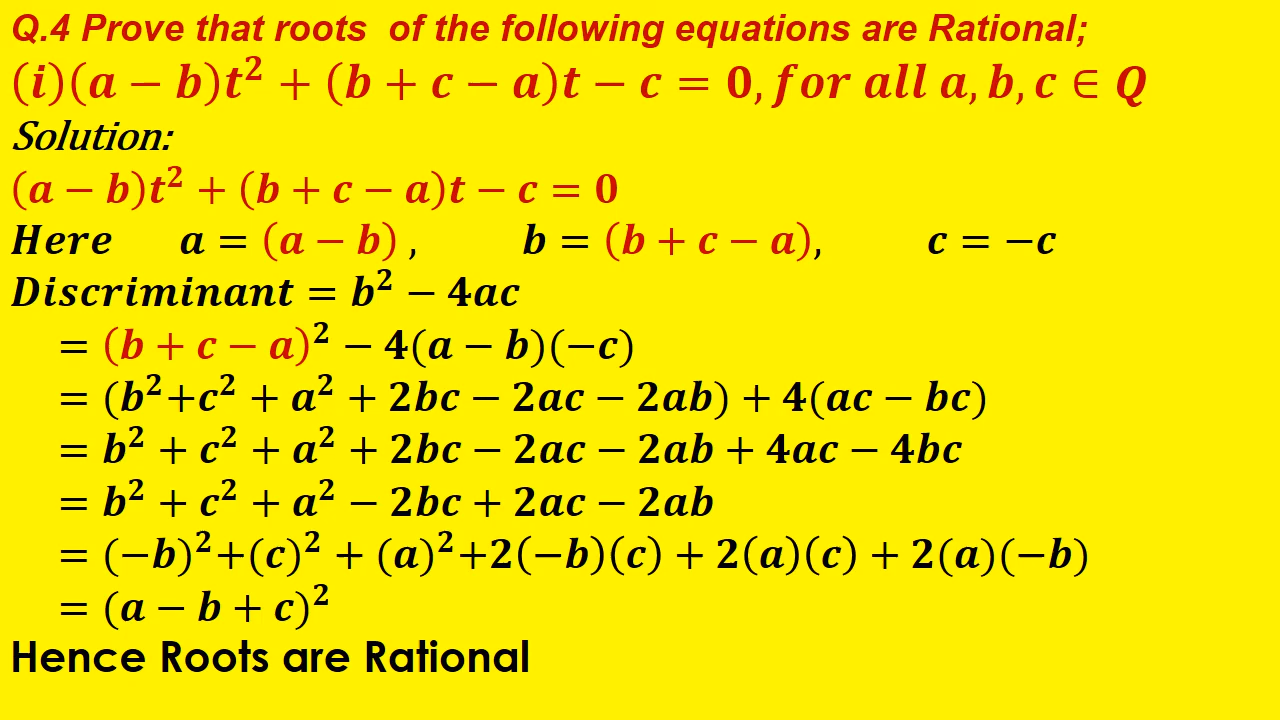 Q.4 Prove that roots of the following equations are Rational;
(i)(a − b)t² + (b + c − a)t − c = 0, for all a, b, c ∈ Q
Solution:
(a − b)t² + (b + c − a)t − c = 0
Here a = (a − b) , b = (b + c − a), c = −c
Discriminant = b² − 4ac
= (b + c − a)² − 4(a − b)(−c)
= (b²+c² + a² + 2bc − 2ac − 2ab) + 4(ac − bc)
= b² + c² + a² + 2bc − 2ac − 2ab + 4ac − 4bc
= b² + c² + a² − 2bc + 2ac − 2ab
= (−b)²+(c)² + (a)²+2(−b)(c) + 2(a)(c) + 2(a)(−b)
= (a − b + c)²
Hence Roots are Rational